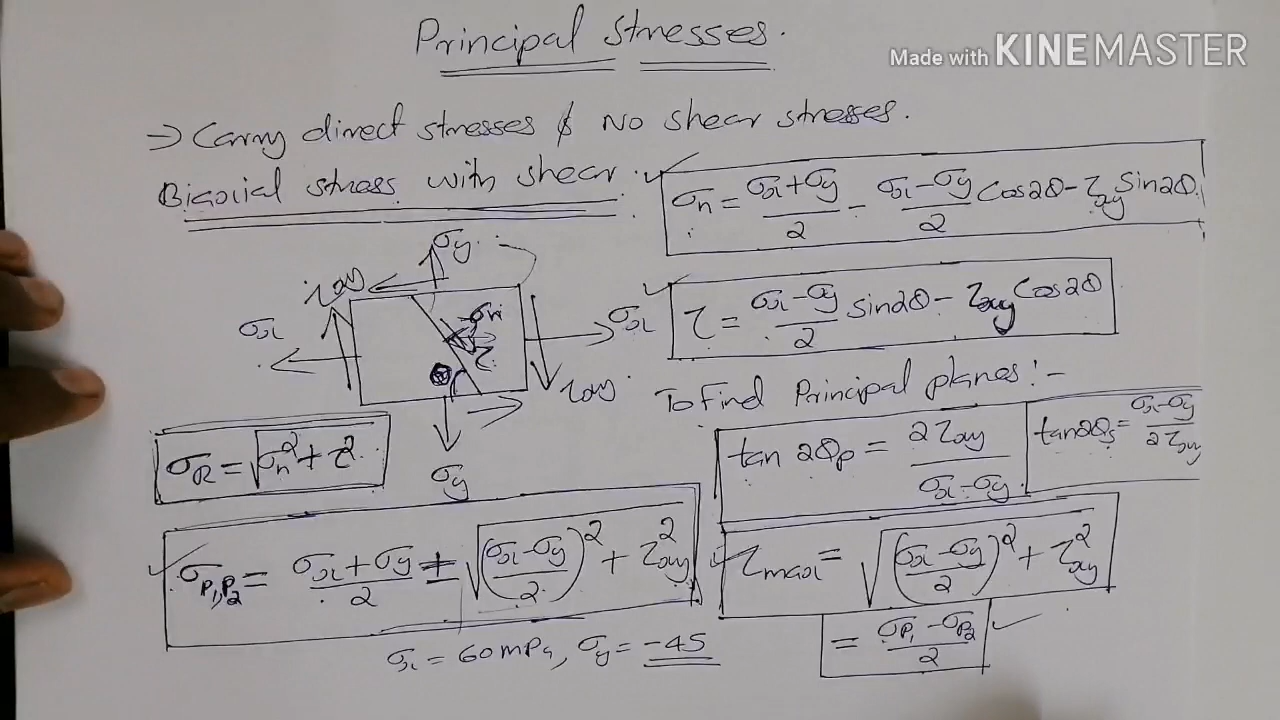 Principal stresses.
Made with KINEMASTER
→ Carry direct stresses & No shear stresses.
Biaxial stress with shear.
σn = (σx + σy)/2 − (σx − σy)/2 Cos2θ − τxy Sin2θ.
σy
τxy
σx
σn
τ
σx
τxy
σy
τ = (σx − σy)/2 sin2θ − τxy Cos2θ
To Find Principal planes:-
tan 2θp = 2τxy/(σx − σy)
tan2θs = (σx − σy)/2τxy
σR = √(σn² + τ²)
σP1,P2 = (σx + σy)/2 ± √(((σx − σy)/2)² + τxy²)
τmax = √(((σx − σy)/2)² + τxy²)
= (σP1 − σP2)/2
σx = 60 mPa, σy = −45